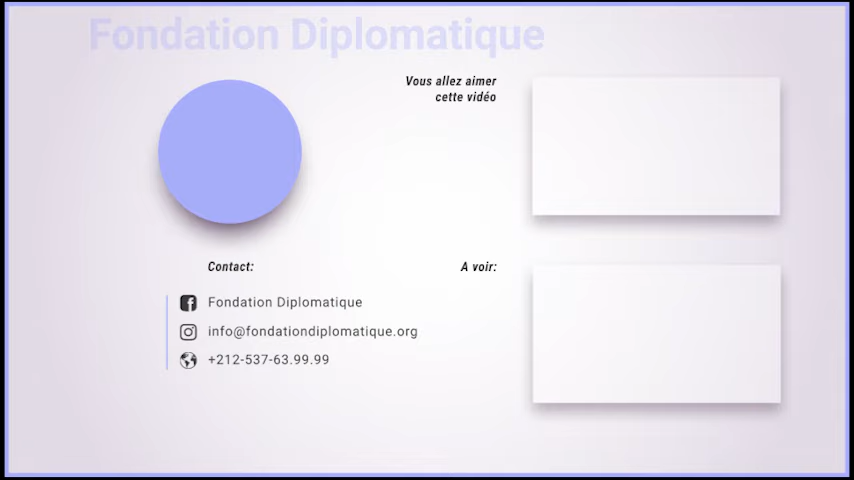 Fondation Diplomatique
Vous allez aimer
cette vidéo
Contact:
Fondation Diplomatique
info@fondationdiplomatique.org
+212-537-63.99.99
A voir: